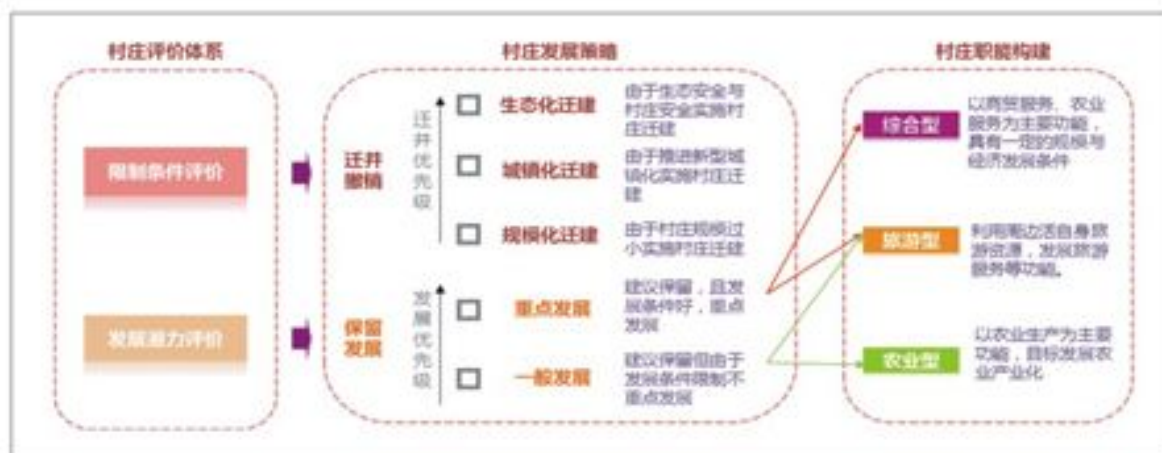 村庄评价体系
限制条件评价
发展潜力评价
村庄发展策略
迁并
撤销
迁并优先级
生态化迁建
由于生态安全与
村庄安全实施村
庄迁建
城镇化迁建
由于推进新型城
镇化实施村庄迁
建
规模化迁建
由于村庄规模过
小实施村庄迁建
保留
发展
发展优先级
重点发展
建议保留，且发
展条件好，重点
发展
一般发展
建议保留但由于
发展条件限制不
重点发展
村庄职能构建
综合型
以商贸服务、农业
服务为主要功能，
具有一定的规模与
经济发展条件
旅游型
利用周边活自身旅
游资源，发展旅游
服务等功能。
农业型
以农业生产为主要
功能，目标发展农
业产业化